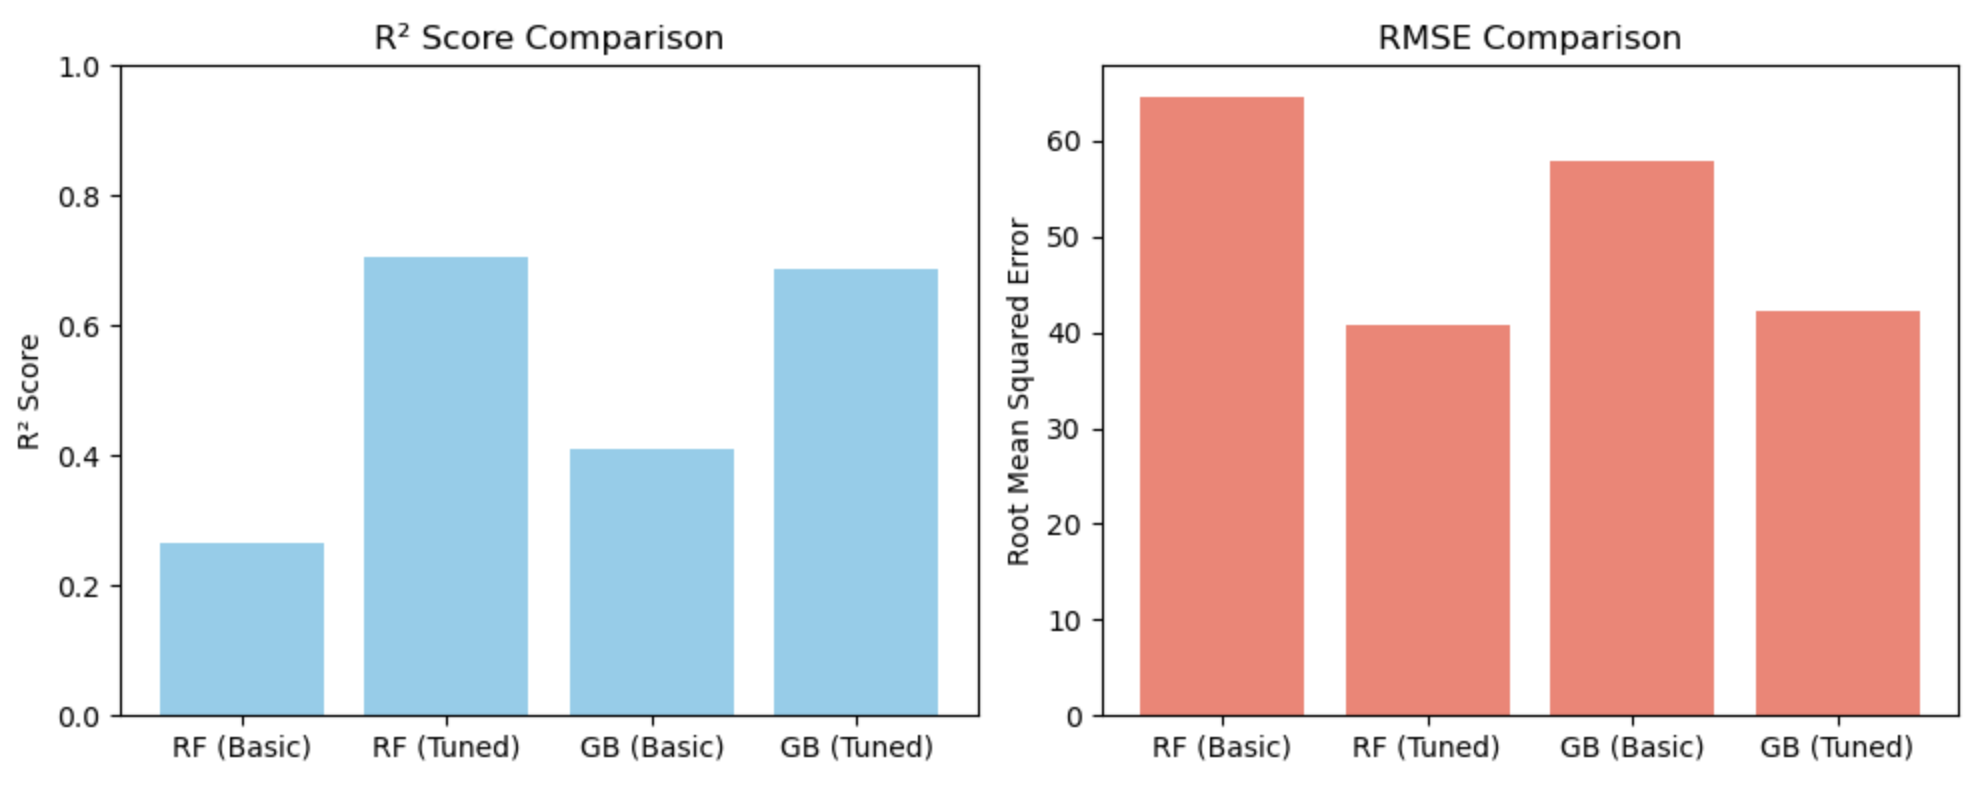 R² Score Comparison
R² Score
1.0
0.8
0.6
0.4
0.2
0.0
RF (Basic) RF (Tuned) GB (Basic) GB (Tuned)
RMSE Comparison
Root Mean Squared Error
60
50
40
30
20
10
0
RF (Basic) RF (Tuned) GB (Basic) GB (Tuned)